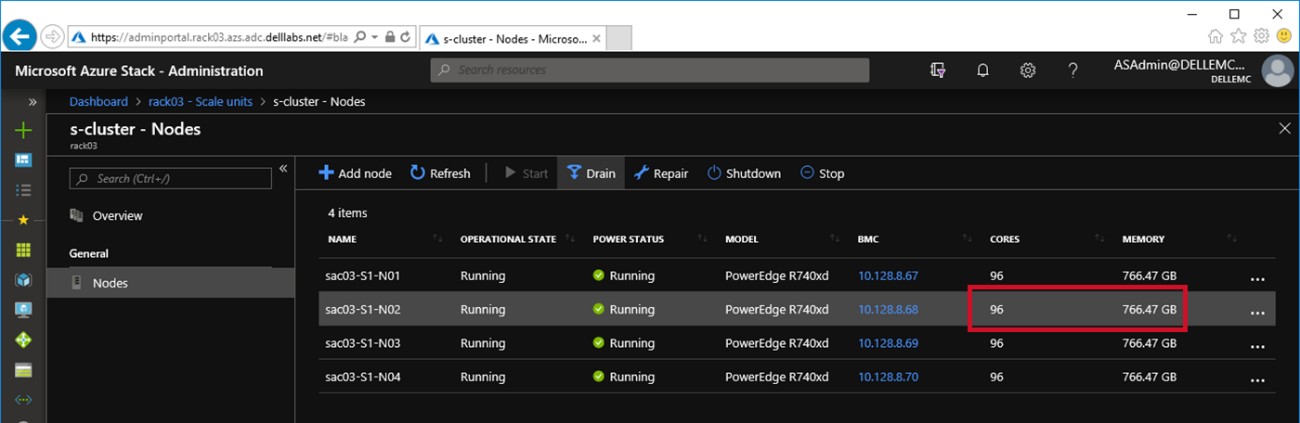 https://adminportal.rack03.azs.adc.delllabs.net/#bla
s-cluster - Nodes - Microso...
Microsoft Azure Stack - Administration
Search resources
ASAdmin@DELLEMC...
DELLEMC
Dashboard > rack03 - Scale units > s-cluster - Nodes
s-cluster - Nodes
rack03
Search (Ctrl+/)
Overview
General
Nodes
Add node Refresh Start Drain Repair Shutdown Stop
4 items
NAME OPERATIONAL STATE POWER STATUS MODEL BMC CORES MEMORY
sac03-S1-N01 Running Running PowerEdge R740xd 10.128.8.67 96 766.47 GB ...
sac03-S1-N02 Running Running PowerEdge R740xd 10.128.8.68 96 766.47 GB ...
sac03-S1-N03 Running Running PowerEdge R740xd 10.128.8.69 96 766.47 GB ...
sac03-S1-N04 Running Running PowerEdge R740xd 10.128.8.70 96 766.47 GB ...